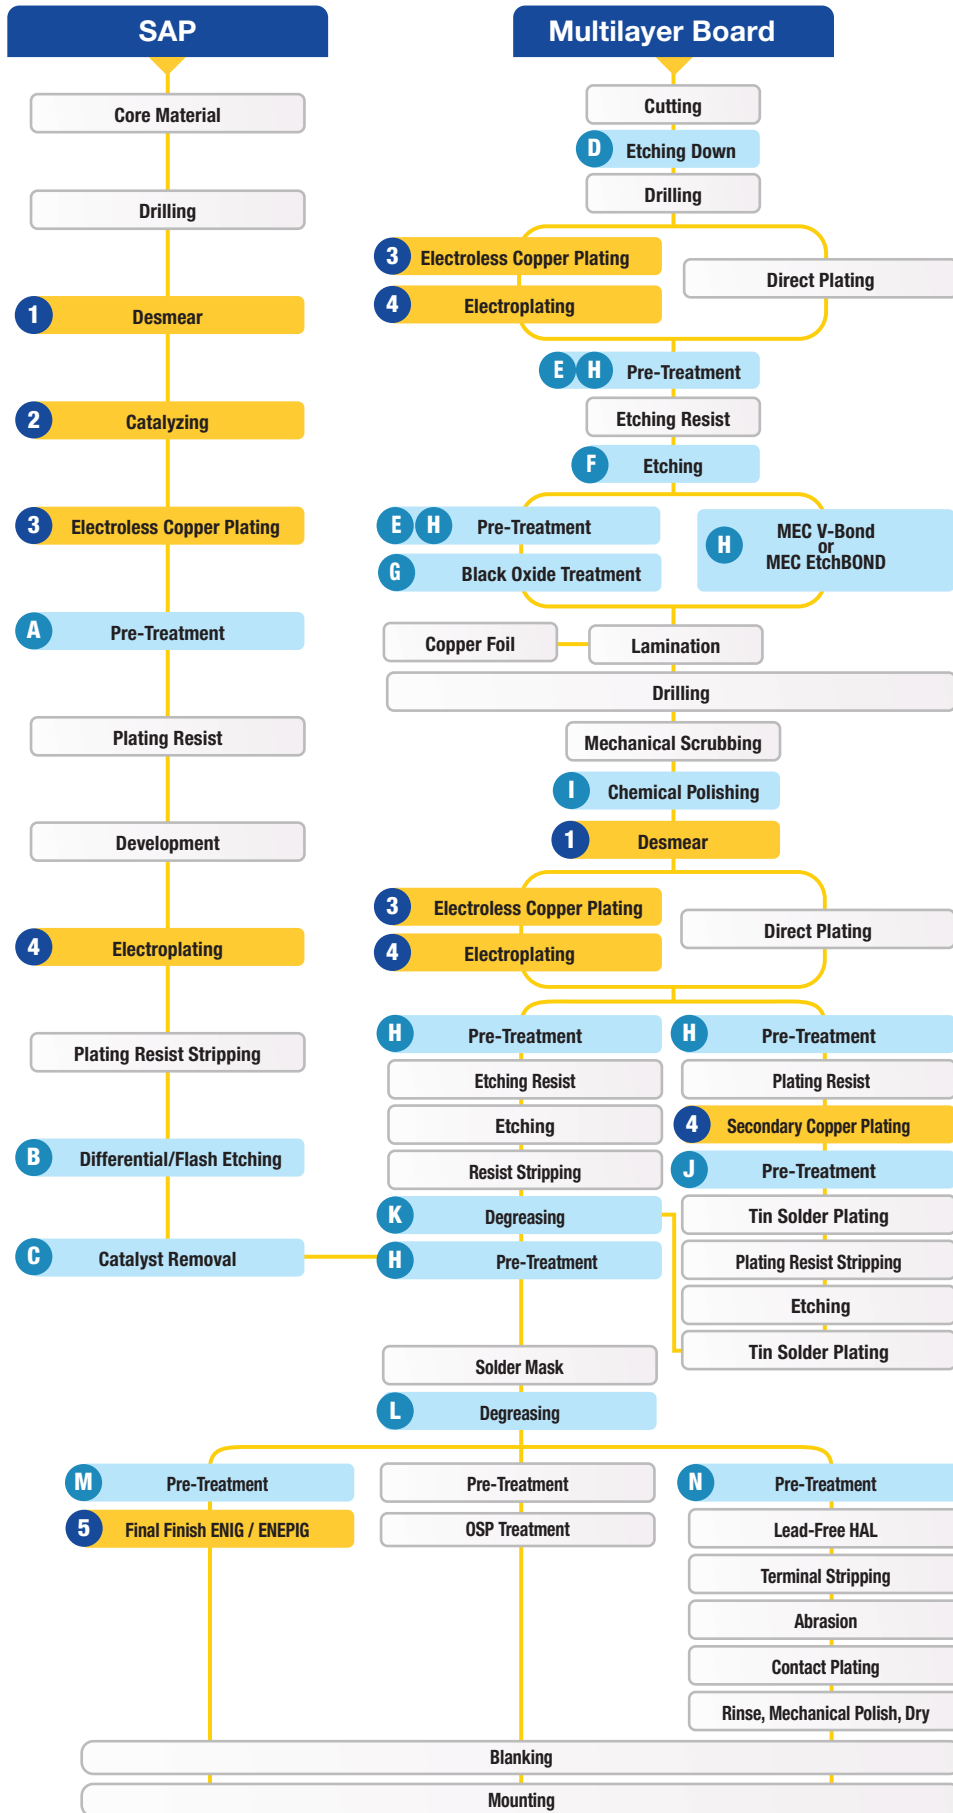 SAP
Core Material
Drilling
1 Desmear
2 Catalyzing
3 Electroless Copper Plating
A Pre-Treatment
Plating Resist
Development
4 Electroplating
Plating Resist Stripping
B Differential/Flash Etching
C Catalyst Removal
Multilayer Board
Cutting
D Etching Down
Drilling
3 Electroless Copper Plating
4 Electroplating
Direct Plating
E H Pre-Treatment
Etching Resist
F Etching
E H Pre-Treatment
G Black Oxide Treatment
H MEC V-Bond
or
MEC EtchBOND
Copper Foil
Lamination
Drilling
Mechanical Scrubbing
I Chemical Polishing
1 Desmear
3 Electroless Copper Plating
4 Electroplating
Direct Plating
H Pre-Treatment
Etching Resist
Etching
Resist Stripping
K Degreasing
H Pre-Treatment
H Pre-Treatment
Plating Resist
4 Secondary Copper Plating
J Pre-Treatment
Tin Solder Plating
Plating Resist Stripping
Etching
Tin Solder Plating
Solder Mask
L Degreasing
M Pre-Treatment
5 Final Finish ENIG / ENEPIG
Pre-Treatment
OSP Treatment
N Pre-Treatment
Lead-Free HAL
Terminal Stripping
Abrasion
Contact Plating
Rinse, Mechanical Polish, Dry
Blanking
Mounting